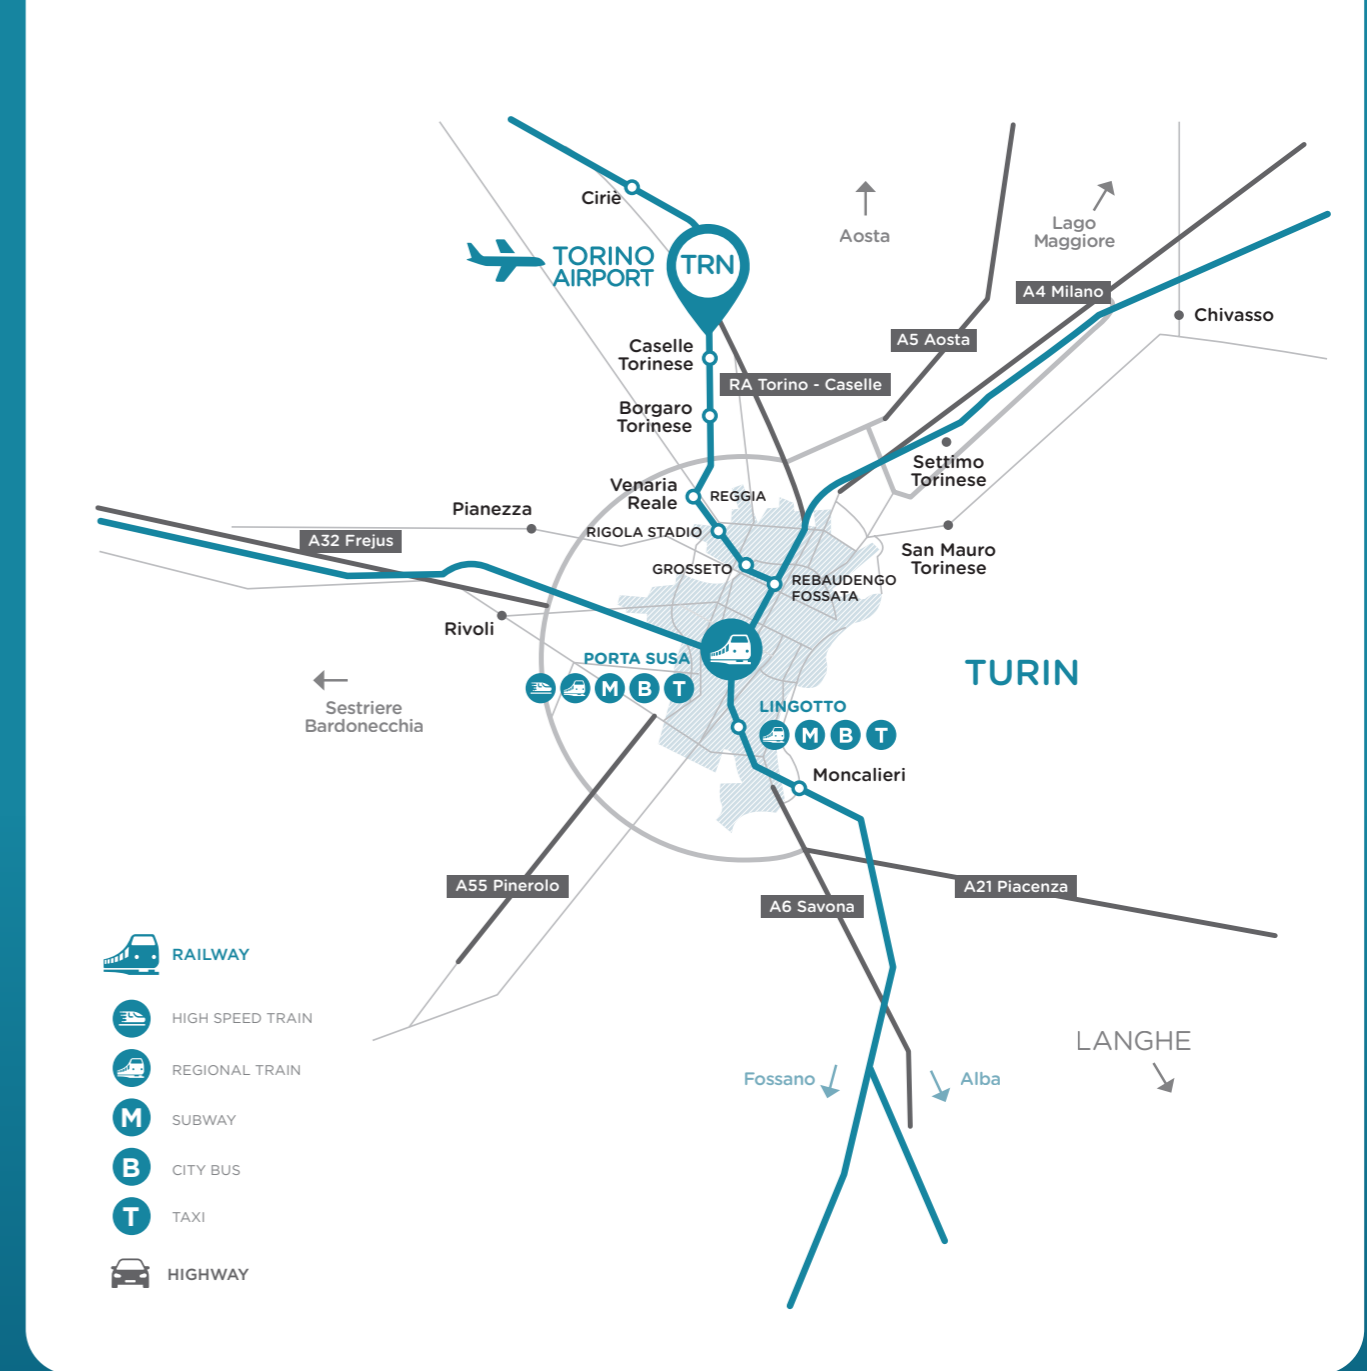 Ciriè
TORINO
AIRPORT
TRN
Aosta
Lago
Maggiore
A4 Milano
Chivasso
A5 Aosta
Caselle
Torinese
RA Torino - Caselle
Borgaro
Torinese
Settimo
Torinese
Venaria
Reale
REGGIA
Pianezza
RIGOLA STADIO
A32 Frejus
San Mauro
Torinese
GROSSETO
REBAUDENGO
FOSSATA
Rivoli
PORTA SUSA
M
B
T
TURIN
Sestriere
Bardonecchia
LINGOTTO
M
B
T
Moncalieri
A55 Pinerolo
A21 Piacenza
A6 Savona
RAILWAY
HIGH SPEED TRAIN
REGIONAL TRAIN
M SUBWAY
B CITY BUS
T TAXI
HIGHWAY
LANGHE
Fossano
Alba